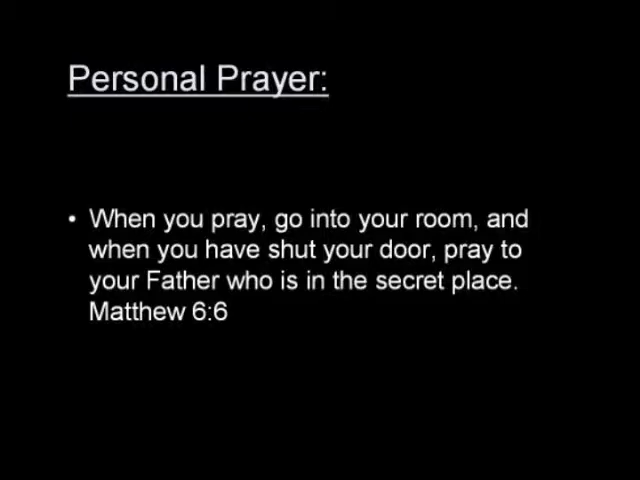 Personal Prayer:
• When you pray, go into your room, and
when you have shut your door, pray to
your Father who is in the secret place.
Matthew 6:6